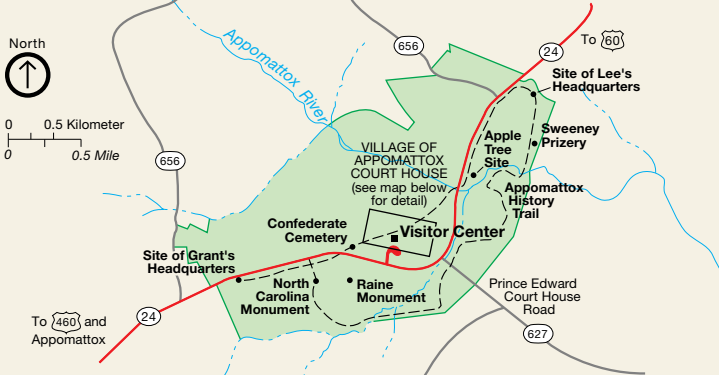 North
0 0.5 Kilometer
0 0.5 Mile
Appomattox
River
656
24
To 60
Site of Lee's
Headquarters
Sweeney
Prizery
Apple
Tree
Site
656
VILLAGE OF
APPOMATTOX
COURT HOUSE
(see map below
for detail)
Appomattox
History
Trail
Confederate
Cemetery
Visitor Center
Site of Grant's
Headquarters
North
Carolina
Monument
Raine
Monument
Prince Edward
Court House
Road
627
24
To 460 and
Appomattox